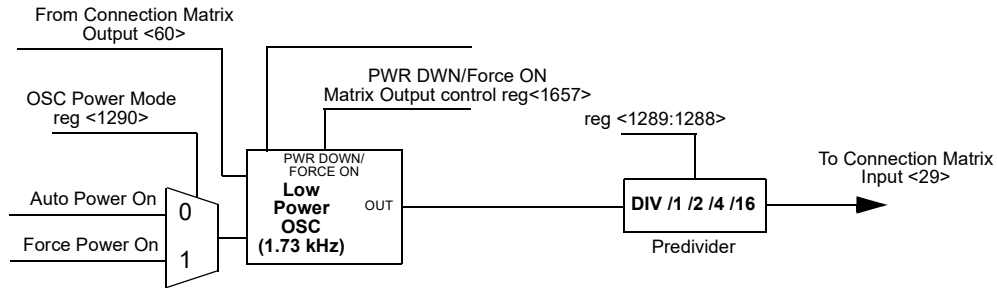 From Connection Matrix
Output <60>
PWR DWN/Force ON
Matrix Output control reg<1657>
OSC Power Mode
reg <1290>
reg <1289:1288>
To Connection Matrix
Input <29>
PWR DOWN/
FORCE ON
Low
Power
OSC
(1.73 kHz)
OUT
Auto Power On
0
Force Power On
1
DIV /1 /2 /4 /16
Predivider